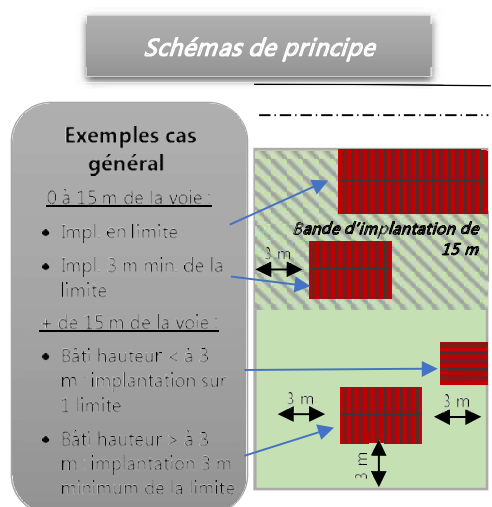 Schémas de principe
Exemples cas
général
0 à 15 m de la voie :
• Impl. en limite
• Impl. 3 m min. de la
limite
+ de 15 m de la voie :
• Bâti hauteur < à 3
m : implantation sur
1 limite
• Bâti hauteur > à 3
m : implantation 3 m
minimum de la limite
Bande d'implantation de
15 m
3 m
3 m
3 m
3 m